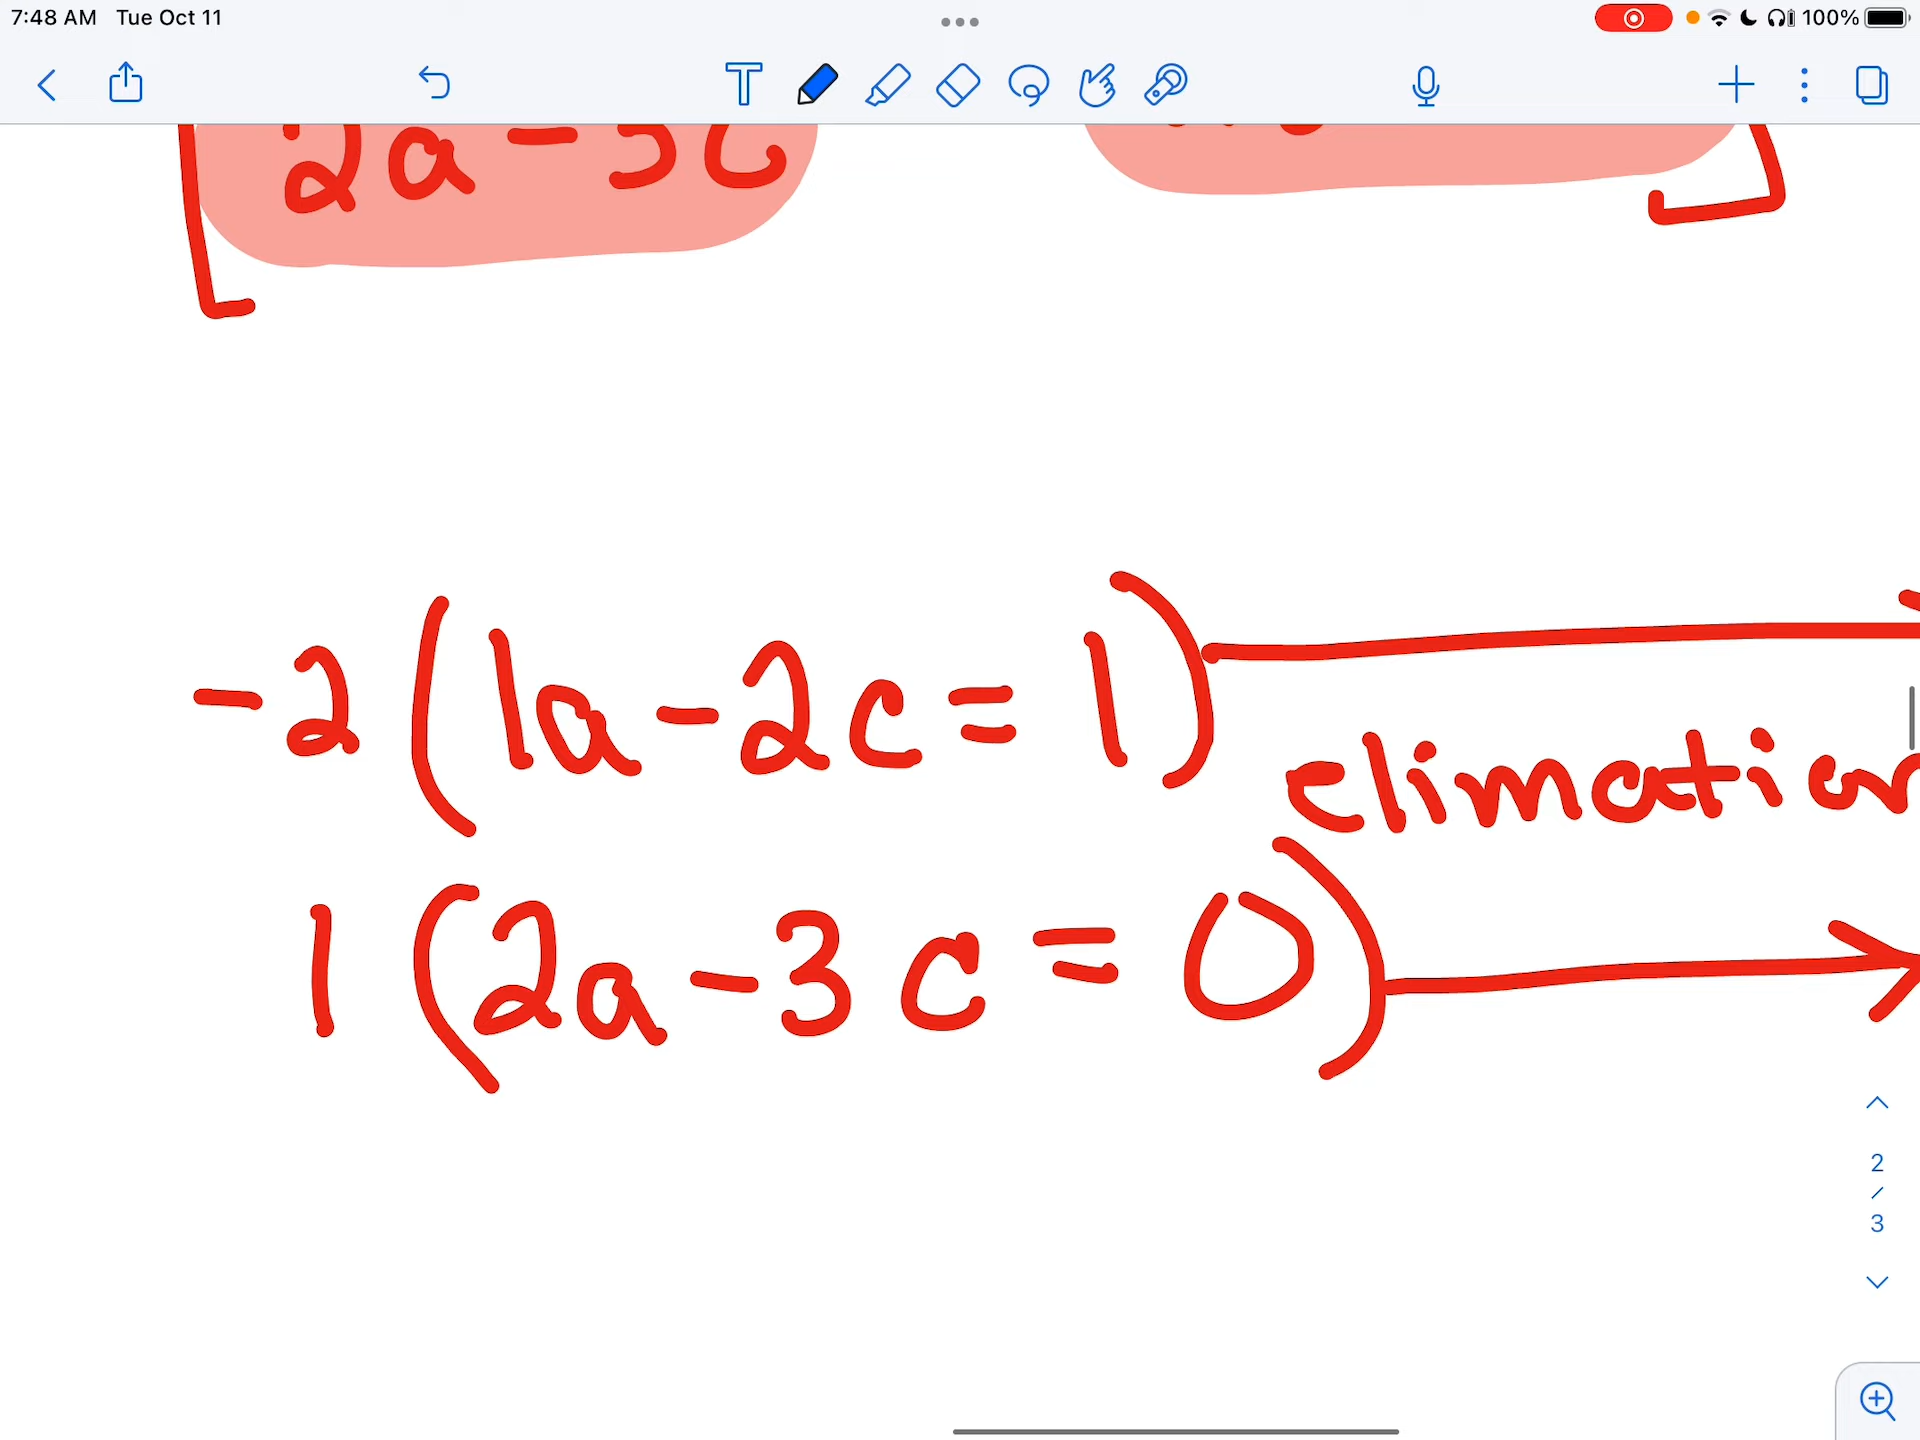 7:48 AM Tue Oct 11
100%
T
2a - 3c
-2 (1a - 2c = 1)
elimation
1 (2a - 3c = 0)
2
/
3